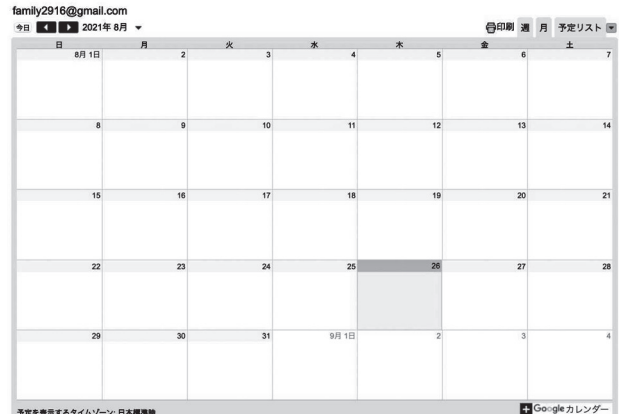 family2916@gmail.com
今日 2021年 8月 印刷 週 月 予定リスト
日 月 火 水 木 金 土
8月 1日 2 3 4 5 6 7
8 9 10 11 12 13 14
15 16 17 18 19 20 21
22 23 24 25 26 27 28
29 30 31 9月 1日 2 3 4
予定を表示するタイムゾーン: 日本標準時
Google カレンダー